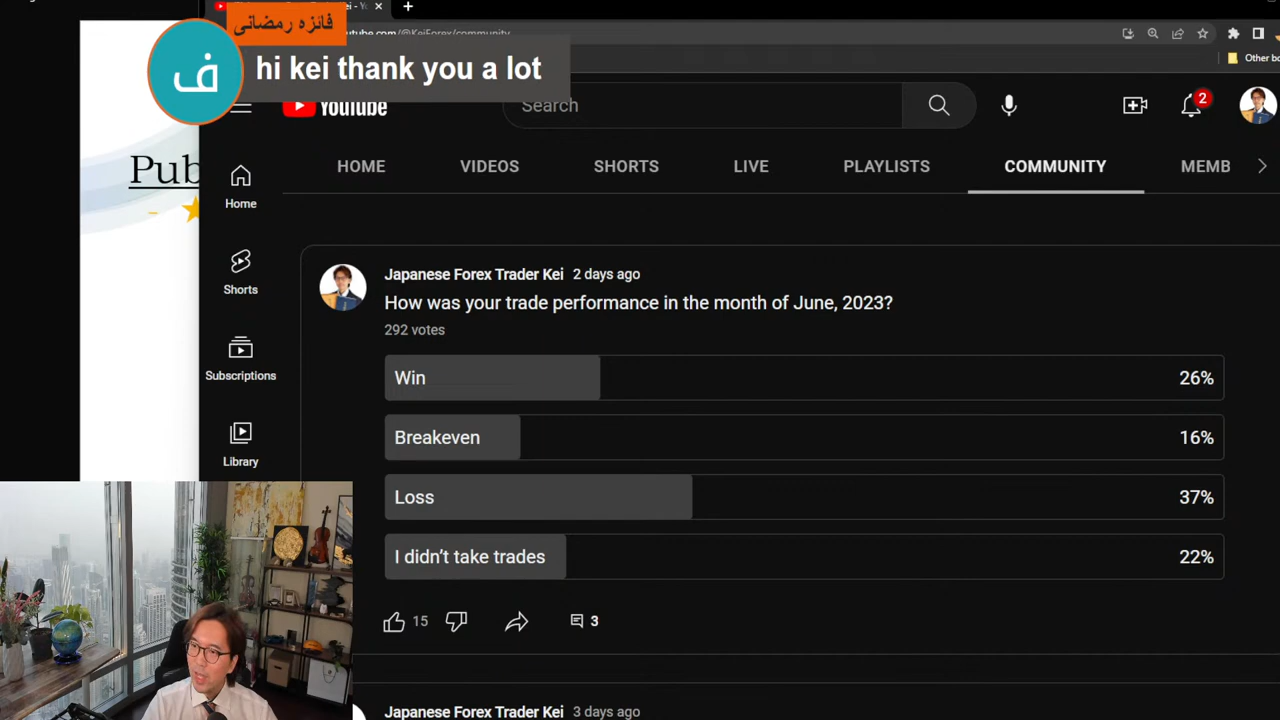 فائزه رمضانی
ف
hi kei thank you a lot
YouTube
Search
2
Other bo
Pub
HOME
VIDEOS
SHORTS
LIVE
PLAYLISTS
COMMUNITY
MEMB
Home
Shorts
Subscriptions
Library
Japanese Forex Trader Kei 2 days ago
How was your trade performance in the month of June, 2023?
292 votes
Win 26%
Breakeven 16%
Loss 37%
I didn’t take trades 22%
15
3
Japanese Forex Trader Kei 3 days ago